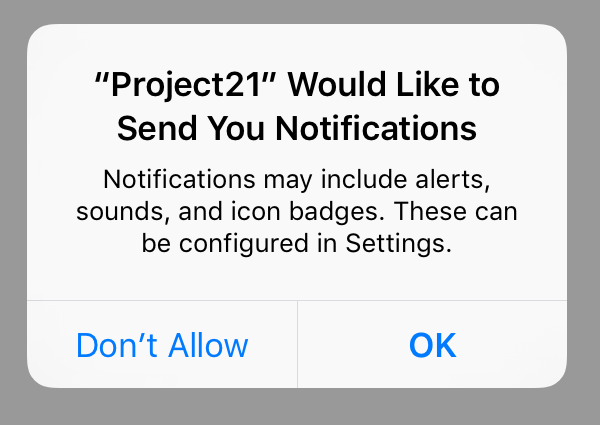 “Project21” Would Like to
Send You Notifications
Notifications may include alerts,
sounds, and icon badges. These can
be configured in Settings.
Don’t Allow
OK